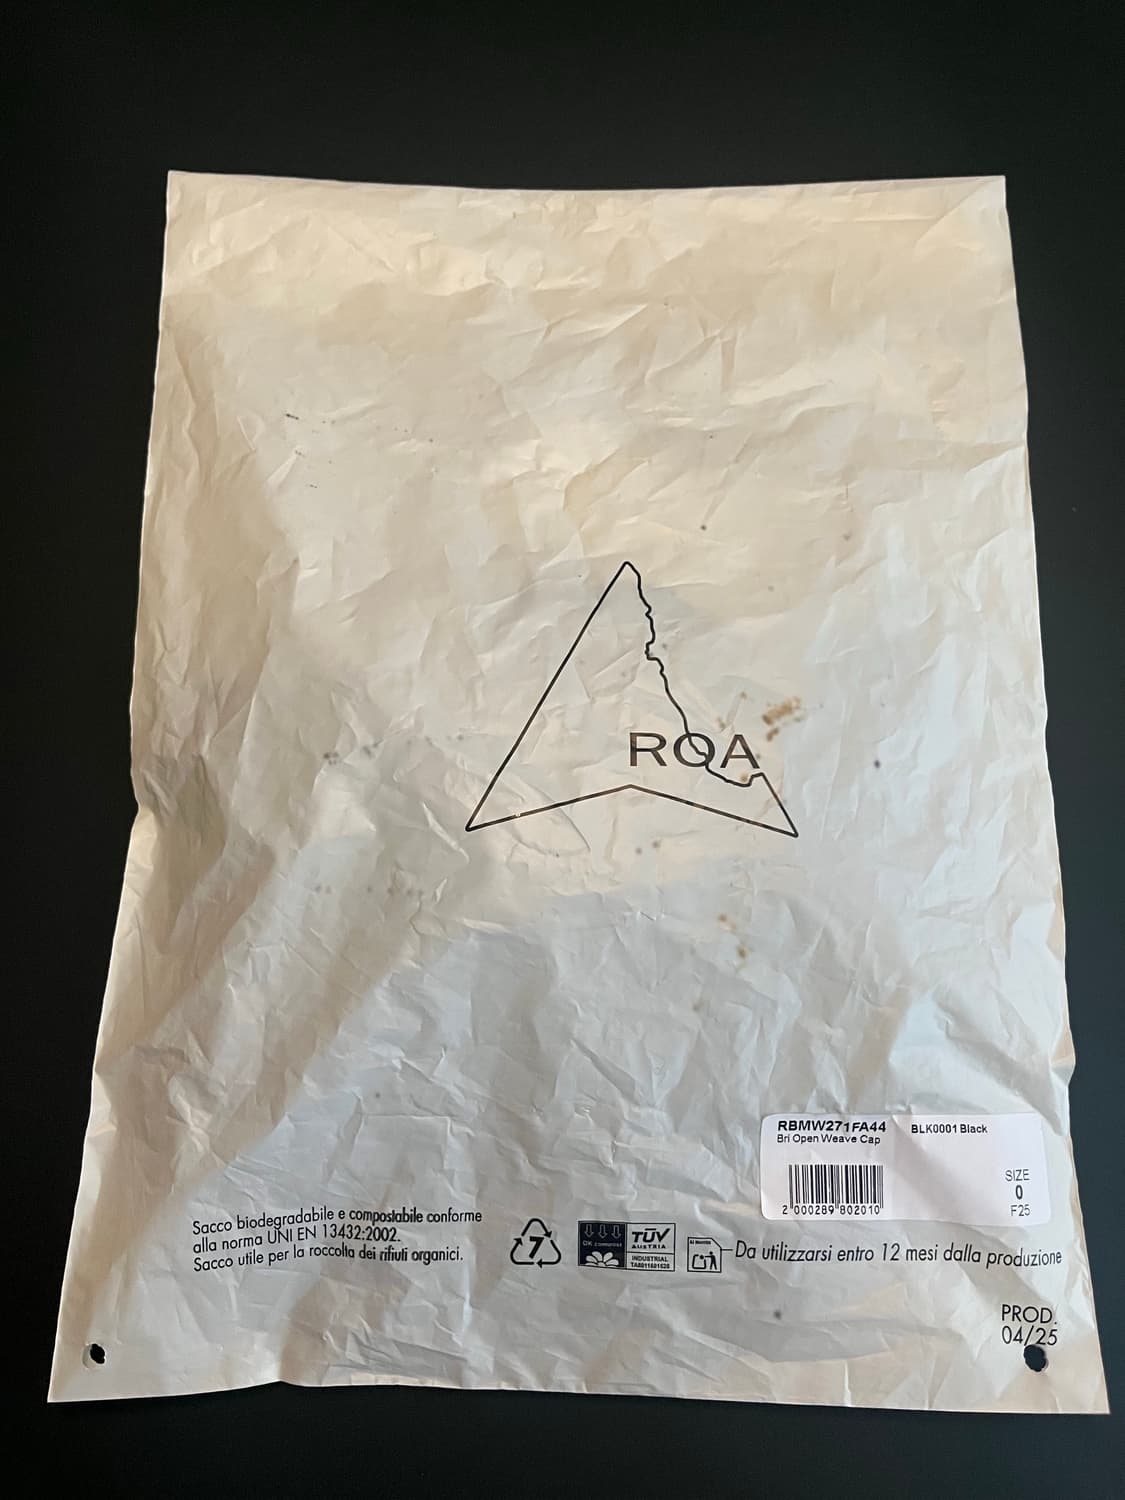 ROA
RBMW271FA44 BLK0001 Black
Bri Open Weave Cap
SIZE
0
F25
2 000289 802010
Sacco biodegradabile e compostabile conforme
alla norma UNI EN 13432:2002.
Sacco utile per la roccolta dei rifiuti organici.
7
OK compost
TÜV
AUSTRIA
INDUSTRIAL
Da utilizzarsi entro 12 mesi dalla produzione
PROD.
04/25